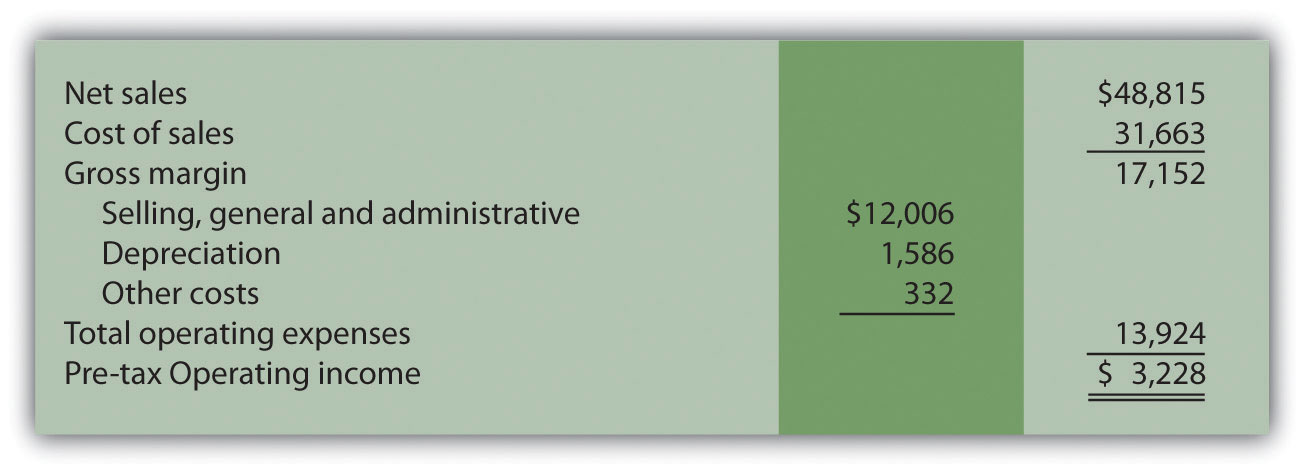 Net sales $48,815
Cost of sales 31,663
Gross margin 17,152
Selling, general and administrative $12,006
Depreciation 1,586
Other costs 332
Total operating expenses 13,924
Pre-tax Operating income $ 3,228